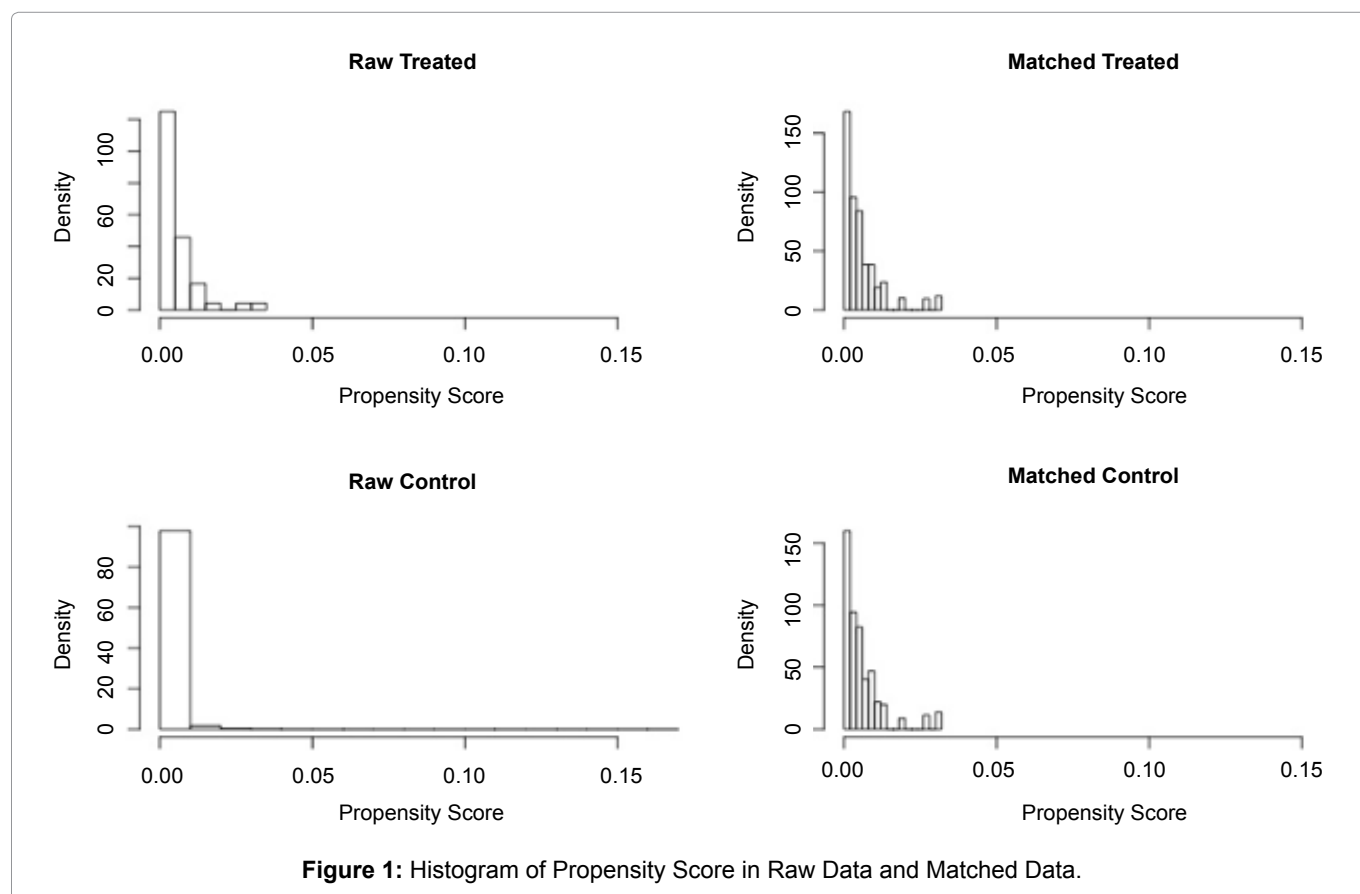 Raw Treated
Density
100
60
20
0
0.00 0.05 0.10 0.15
Propensity Score
Matched Treated
Density
150
100
50
0
0.00 0.05 0.10 0.15
Propensity Score
Raw Control
Density
80
60
40
20
0
0.00 0.05 0.10 0.15
Propensity Score
Matched Control
Density
150
100
50
0
0.00 0.05 0.10 0.15
Propensity Score
Figure 1: Histogram of Propensity Score in Raw Data and Matched Data.